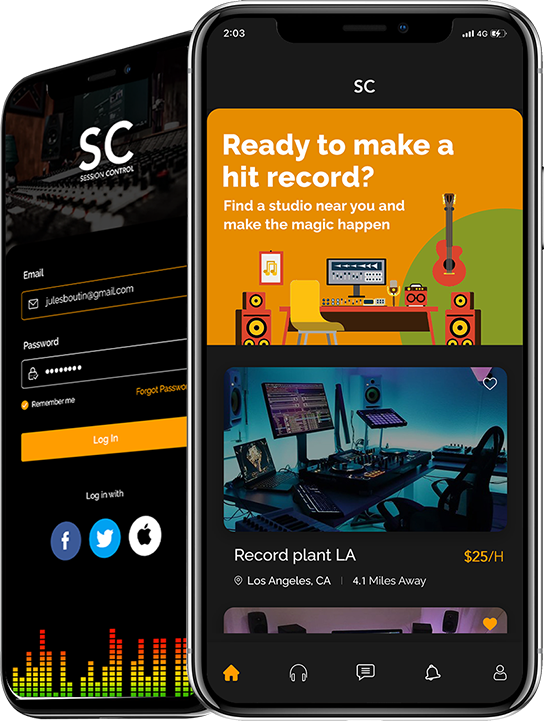 SC
SESSION CONTROL
Email
julesboutin@gmail.com
Password
Remember me
Forgot Passwo
Log In
Log in with
2:03
4G
SC
Ready to make a
hit record?
Find a studio near you and
make the magic happen
Record plant LA
$25/H
Los Angeles, CA
4.1 Miles Away